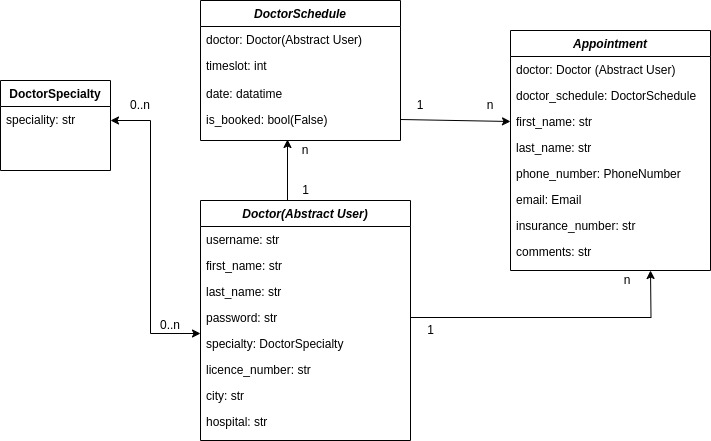 DoctorSchedule
doctor: Doctor(Abstract User)
timeslot: int
date: datatime
is_booked: bool(False)
Appointment
doctor: Doctor (Abstract User)
doctor_schedule: DoctorSchedule
first_name: str
last_name: str
phone_number: PhoneNumber
email: Email
insurance_number: str
comments: str
DoctorSpecialty
speciality: str
0..n
1
n
n
1
Doctor(Abstract User)
username: str
first_name: str
last_name: str
password: str
specialty: DoctorSpecialty
licence_number: str
city: str
hospital: str
0..n
n
1